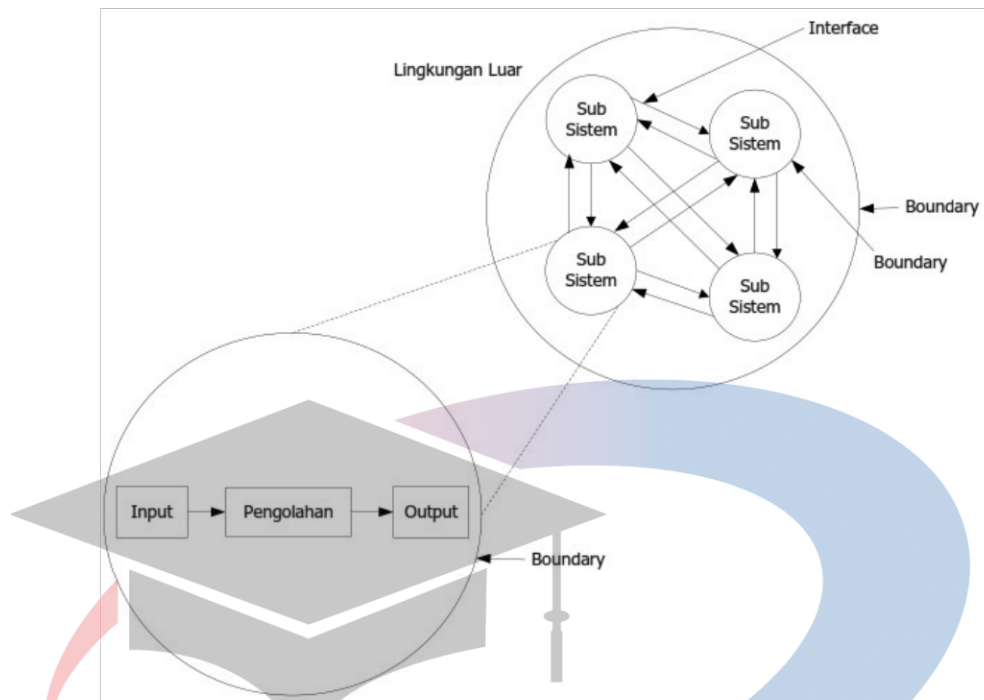 Interface
Lingkungan Luar
Sub
Sistem
Sub
Sistem
Boundary
Boundary
Sub
Sistem
Sub
Sistem
Input
Pengolahan
Output
Boundary